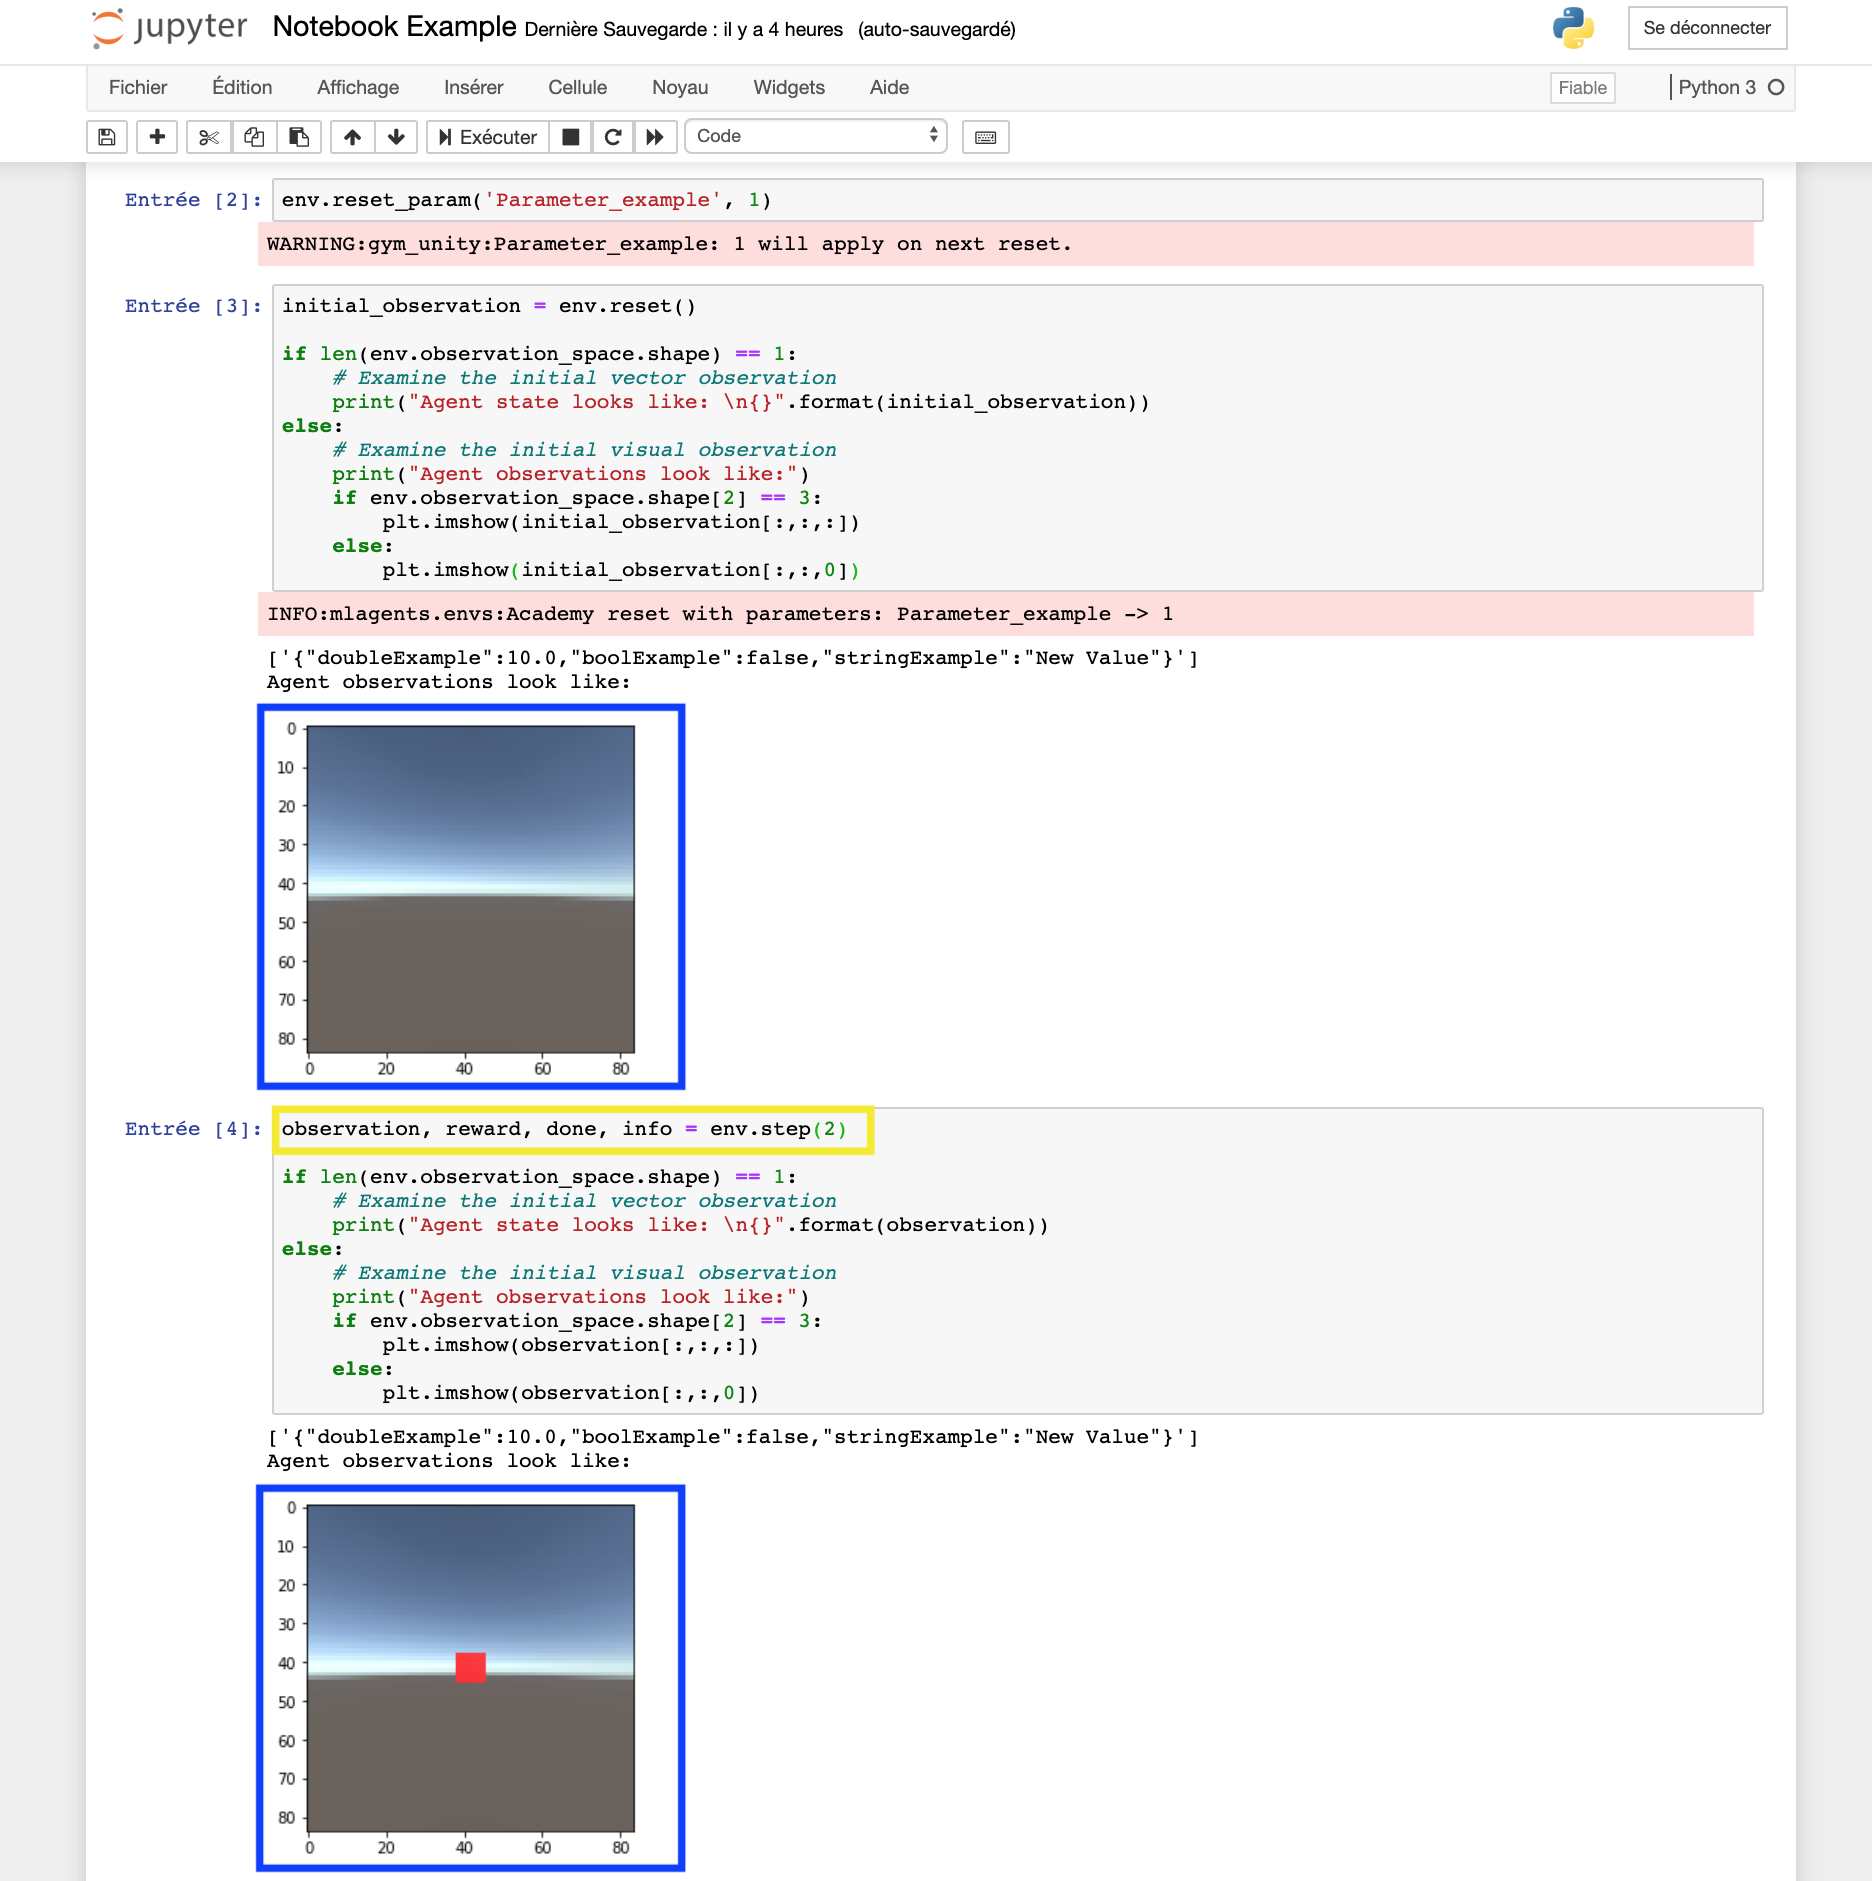 jupyter Notebook Example Dernière Sauvegarde : il y a 4 heures (auto-sauvegardé) Se déconnecter
Fichier Édition Affichage Insérer Cellule Noyau Widgets Aide Fiable Python 3
Exécuter Code
Entrée [2]: env.reset_param('Parameter_example', 1)
WARNING:gym_unity:Parameter_example: 1 will apply on next reset.
Entrée [3]: initial_observation = env.reset()
if len(env.observation_space.shape) == 1:
    # Examine the initial vector observation
    print("Agent state looks like: \n{}".format(initial_observation))
else:
    # Examine the initial visual observation
    print("Agent observations look like:")
    if env.observation_space.shape[2] == 3:
        plt.imshow(initial_observation[:,:,:])
    else:
        plt.imshow(initial_observation[:,:,0])
INFO:mlagents.envs:Academy reset with parameters: Parameter_example -> 1
['{"doubleExample":10.0,"boolExample":false,"stringExample":"New Value"}']
Agent observations look like:
0
10
20
30
40
50
60
70
80
0 20 40 60 80
Entrée [4]: observation, reward, done, info = env.step(2)
if len(env.observation_space.shape) == 1:
    # Examine the initial vector observation
    print("Agent state looks like: \n{}".format(observation))
else:
    # Examine the initial visual observation
    print("Agent observations look like:")
    if env.observation_space.shape[2] == 3:
        plt.imshow(observation[:,:,:])
    else:
        plt.imshow(observation[:,:,0])
['{"doubleExample":10.0,"boolExample":false,"stringExample":"New Value"}']
Agent observations look like:
0
10
20
30
40
50
60
70
80
0 20 40 60 80